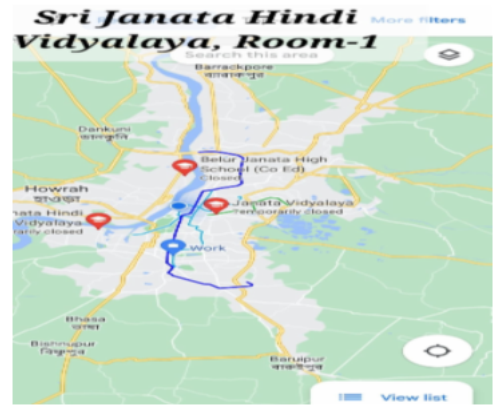 Sri Janata Hindi
More filters
Vidyalaya, Room-1
Search this area
Barrackpore
ব্যারাকপুর
Dankuni
ডানকুনি
Belur Janata High
School (Co Ed)
Closed
Howrah
হাওড়া
Janata Vidyalaya
Temporarily closed
nata Hindi
Vidyalaya
rarily closed
Work
Bhasa
ভাসা
Bishnupur
বিষ্ণুপুর
Baruipur
বারুইপুর
View list